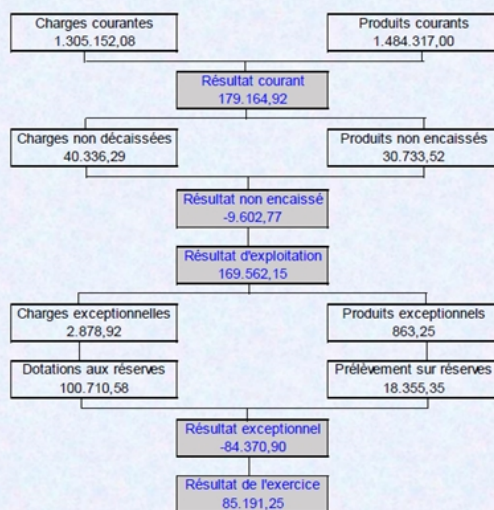 Charges courantes
1.305.152,08
Produits courants
1.484.317,00
Résultat courant
179.164,92
Charges non décaissées
40.336,29
Produits non encaissés
30.733,52
Résultat non encaissé
-9.602,77
Résultat d'exploitation
169.562,15
Charges exceptionnelles
2.878,92
Produits exceptionnels
863,25
Dotations aux réserves
100.710,58
Prélèvement sur réserves
18.355,35
Résultat exceptionnel
-84.370,90
Résultat de l'exercice
85.191,25